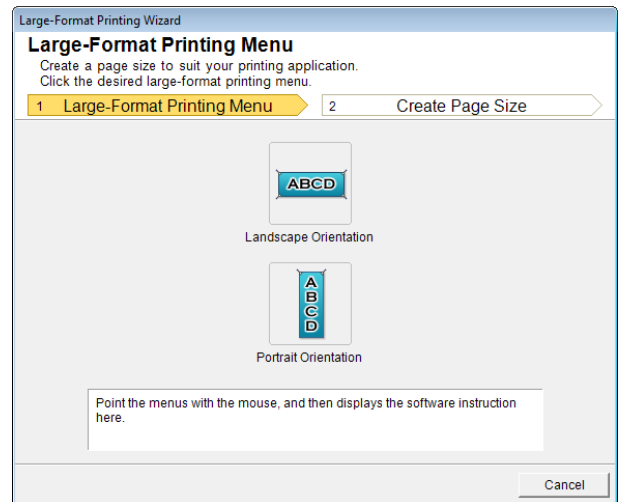 Large-Format Printing Wizard
Large-Format Printing Menu
Create a page size to suit your printing application.
Click the desired large-format printing menu.
1 Large-Format Printing Menu 2 Create Page Size
ABCD
Landscape Orientation
A
B
C
D
Portrait Orientation
Point the menus with the mouse, and then displays the software instruction
here.
Cancel